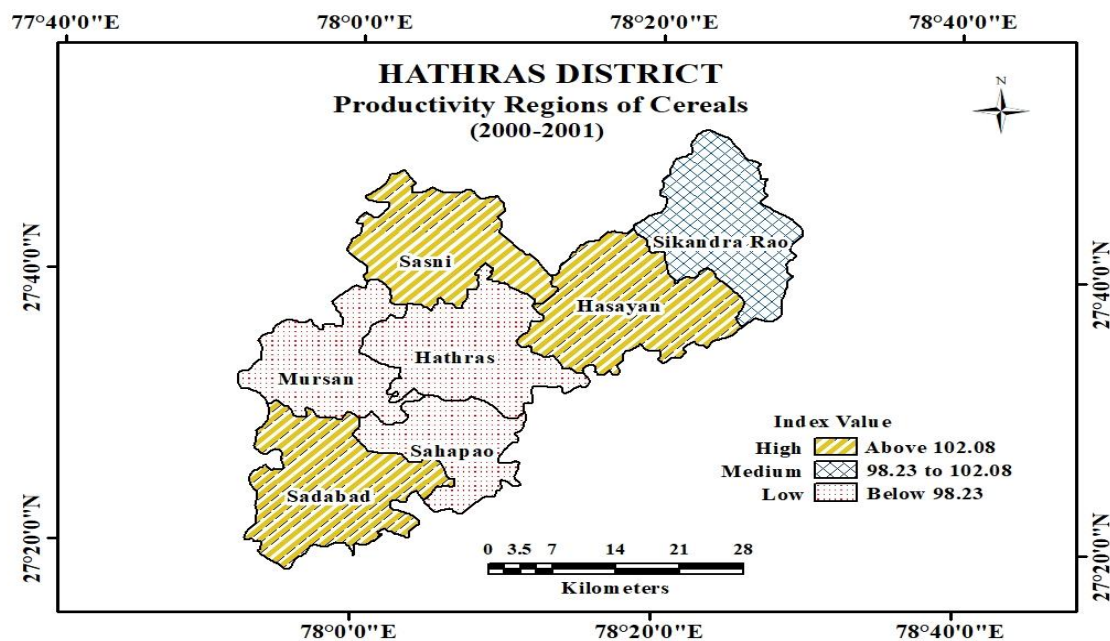 77°40'0"E 78°0'0"E 78°20'0"E 78°40'0"E
HATHRAS DISTRICT
Productivity Regions of Cereals
(2000-2001)
N
Sikandra Rao
Sasni
27°40'0"N
27°40'0"N
Hasayan
Hathras
Mursan
Index Value
High Above 102.08
Medium 98.23 to 102.08
Low Below 98.23
Sahapao
Sadabad
27°20'0"N
27°20'0"N
0 3.5 7 14 21 28
Kilometers
78°0'0"E 78°20'0"E 78°40'0"E